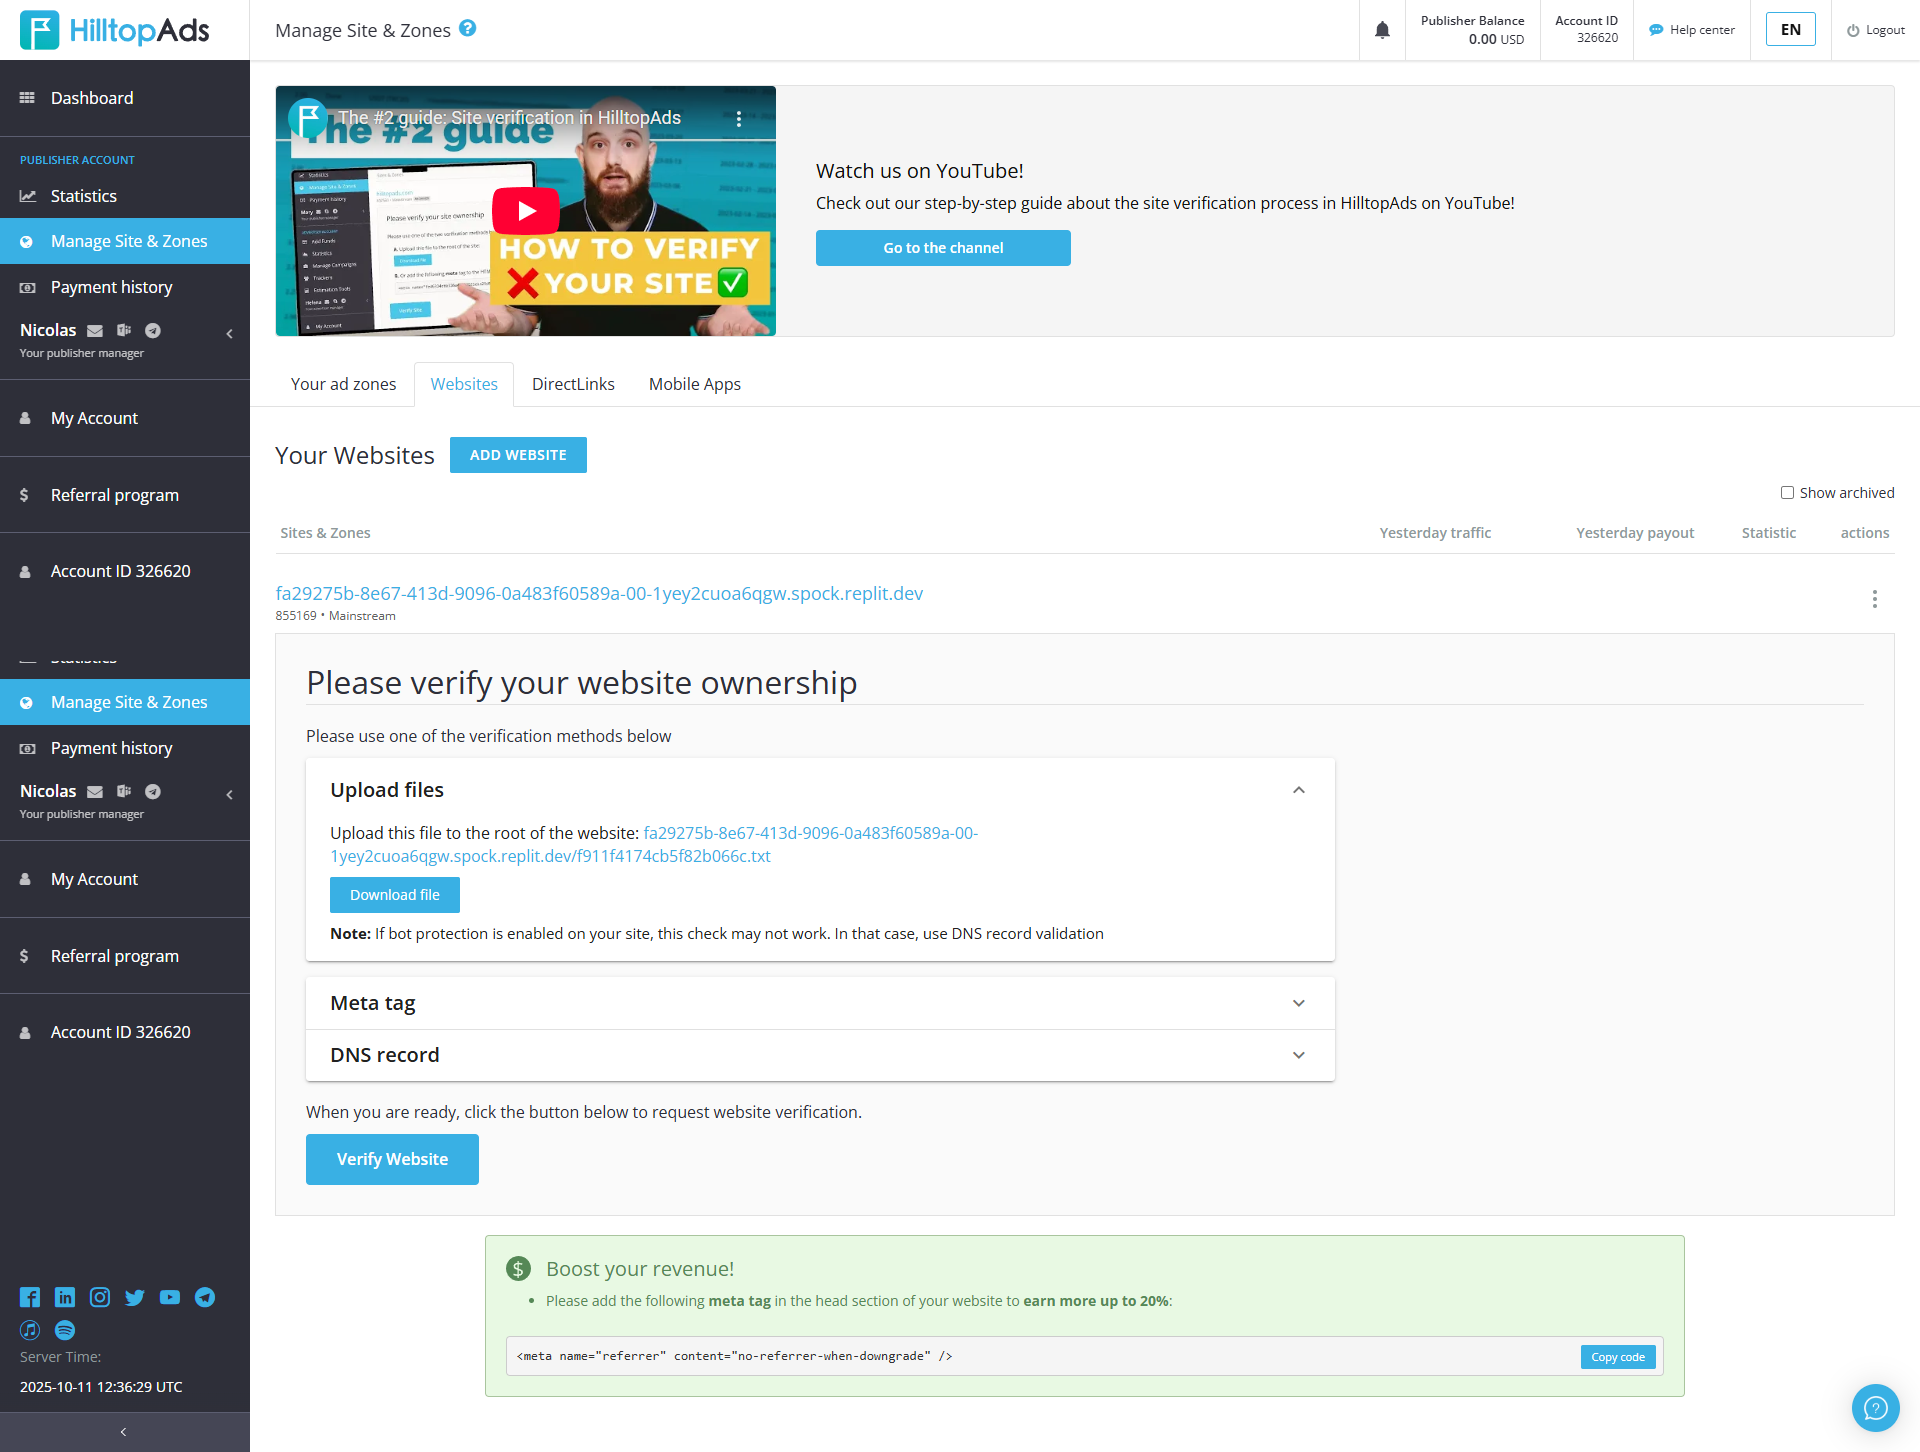 HilltopAds
Manage Site & Zones
Publisher Balance
0.00 USD
Account ID
326620
Help center
EN
Logout
Dashboard
PUBLISHER ACCOUNT
Statistics
Manage Site & Zones
Payment history
Nicolas
Your publisher manager
My Account
Referral program
Account ID 326620
Statistics
Manage Site & Zones
Payment history
Nicolas
Your publisher manager
My Account
Referral program
Account ID 326620
Server Time:
2025-10-11 12:36:29 UTC
The #2 guide: Site verification in HilltopAds
The #2 guide
Please verify your site ownership
HOW TO VERIFY
YOUR SITE
Watch us on YouTube!
Check out our step-by-step guide about the site verification process in HilltopAds on YouTube!
Go to the channel
Your ad zones
Websites
DirectLinks
Mobile Apps
Your Websites
ADD WEBSITE
Show archived
Sites & Zones
Yesterday traffic
Yesterday payout
Statistic
actions
fa29275b-8e67-413d-9096-0a483f60589a-00-1yey2cuoa6qgw.spock.replit.dev
855169 • Mainstream
Please verify your website ownership
Please use one of the verification methods below
Upload files
Upload this file to the root of the website: fa29275b-8e67-413d-9096-0a483f60589a-00-
1yey2cuoa6qgw.spock.replit.dev/f911f4174cb5f82b066c.txt
Download file
Note: If bot protection is enabled on your site, this check may not work. In that case, use DNS record validation
Meta tag
DNS record
When you are ready, click the button below to request website verification.
Verify Website
Boost your revenue!
• Please add the following meta tag in the head section of your website to earn more up to 20%:
<meta name="referrer" content="no-referrer-when-downgrade" />
Copy code